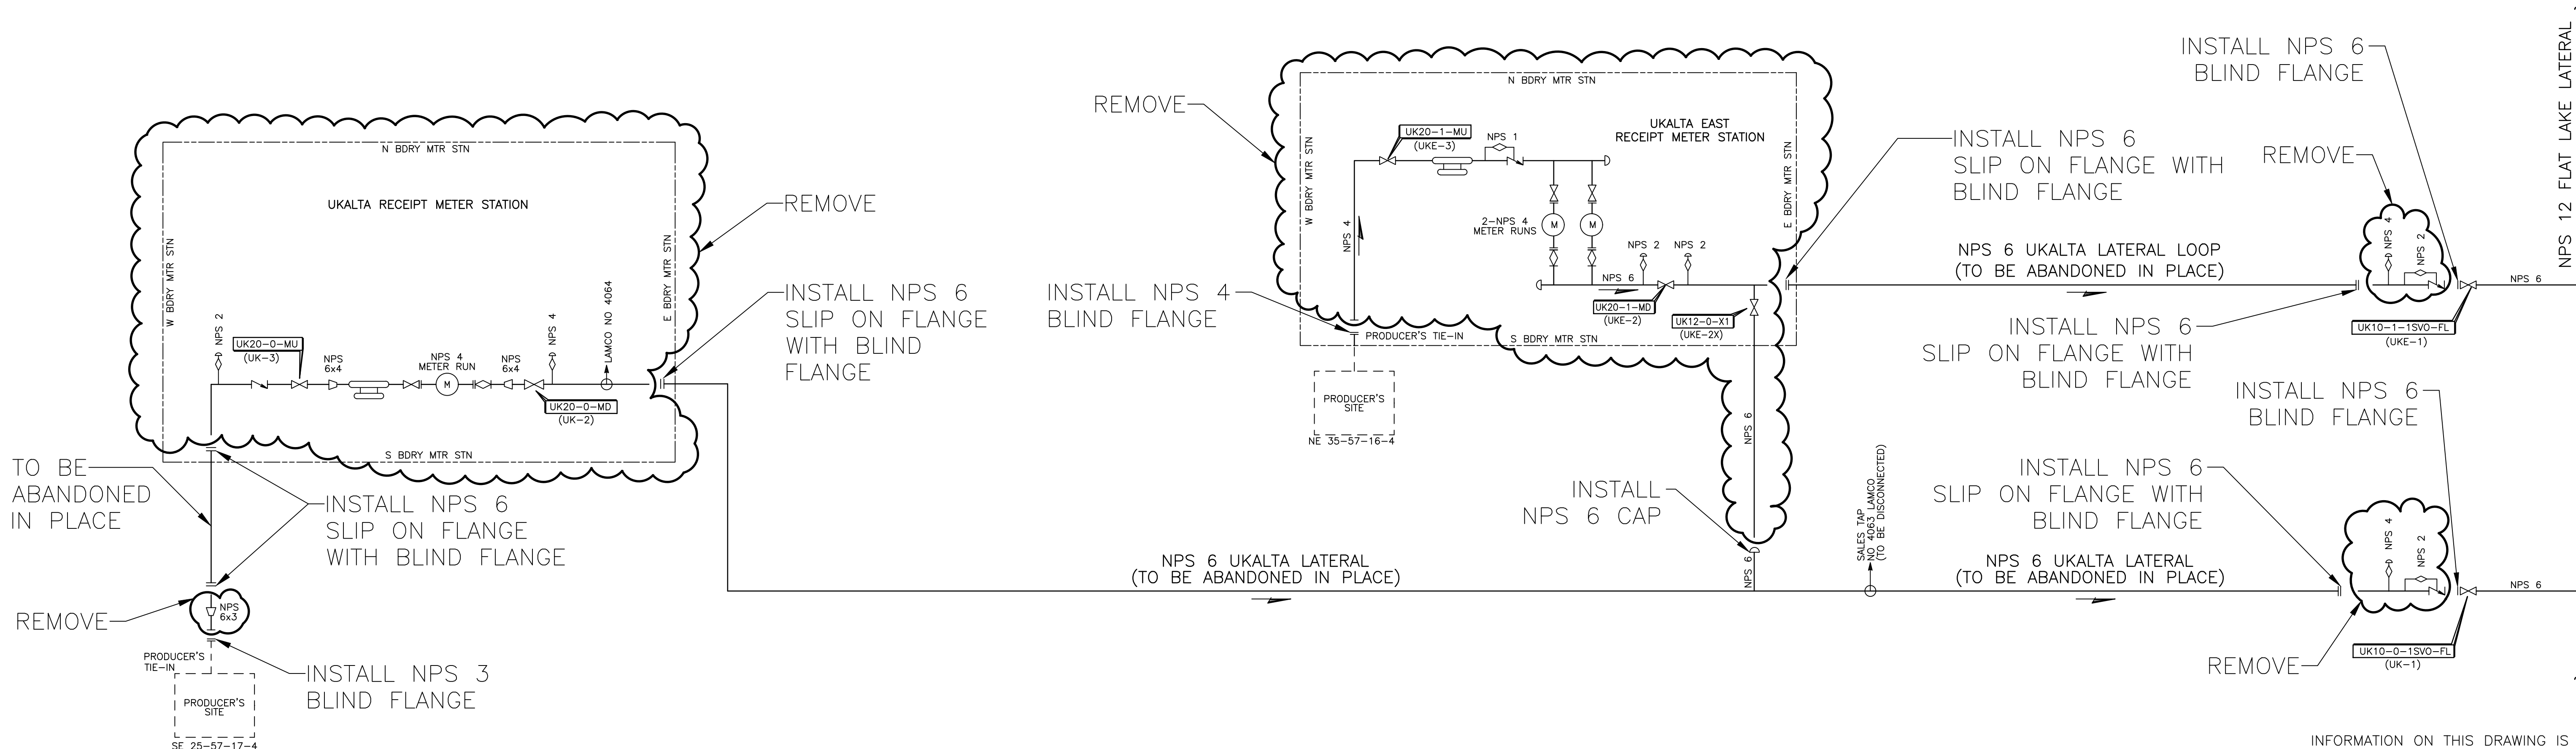 N BDRY MTR STN
UKALTA RECEIPT METER STATION
W BDRY MTR STN
E BDRY MTR STN
REMOVE
NPS 2
UK20-0-MU
(UK-3)
NPS
6x4
NPS 4
METER RUN
M
NPS
6x4
NPS 4
UK20-0-MD
(UK-2)
LAMCO NO 4064
INSTALL NPS 6
SLIP ON FLANGE
WITH BLIND
FLANGE
S BDRY MTR STN
TO BE
ABANDONED
IN PLACE
INSTALL NPS 6
SLIP ON FLANGE
WITH BLIND FLANGE
REMOVE
NPS
6x3
PRODUCER'S
TIE-IN
INSTALL NPS 3
BLIND FLANGE
PRODUCER'S
SITE
SE 25-57-17-4
REMOVE
N BDRY MTR STN
W BDRY MTR STN
UKALTA EAST
RECEIPT METER STATION
E BDRY MTR STN
UK20-1-MU
(UKE-3)
NPS 1
NPS 4
2-NPS 4
METER RUNS
M
M
NPS 2
NPS 2
NPS 6
UK20-1-MD
(UKE-2)
UK12-0-X1
(UKE-2X)
INSTALL NPS 4
BLIND FLANGE
PRODUCER'S TIE-IN
S BDRY MTR STN
PRODUCER'S
SITE
NE 35-57-16-4
NPS 6
INSTALL
NPS 6 CAP
NPS 6
NPS 6 UKALTA LATERAL
(TO BE ABANDONED IN PLACE)
SALES TAP
NO 4063 LAMCO
(TO BE DISCONNECTED)
INSTALL NPS 6
SLIP ON FLANGE WITH
BLIND FLANGE
NPS 6 UKALTA LATERAL LOOP
(TO BE ABANDONED IN PLACE)
INSTALL NPS 6
BLIND FLANGE
REMOVE
NPS 4
NPS 2
NPS 6
NPS 12 FLAT LAKE LATERAL
UK10-1-1SVO-FL
(UKE-1)
INSTALL NPS 6
SLIP ON FLANGE WITH
BLIND FLANGE
INSTALL NPS 6
BLIND FLANGE
INSTALL NPS 6
SLIP ON FLANGE WITH
BLIND FLANGE
NPS 6 UKALTA LATERAL
(TO BE ABANDONED IN PLACE)
NPS 4
NPS 2
NPS 6
UK10-0-1SVO-FL
(UK-1)
REMOVE
INFORMATION ON THIS DRAWING IS